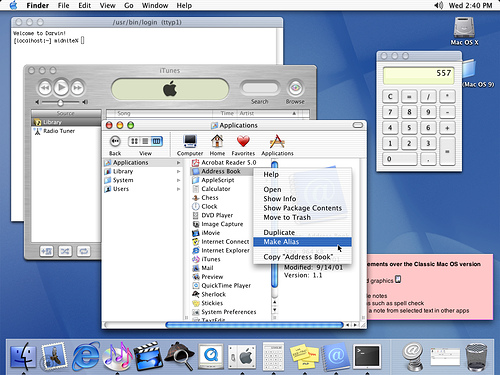 Finder File Edit View Go Window Help
Wed 2:40 PM
/usr/bin/login (ttyp1)
Welcome to Darwin!
[localhost:~] midnite%
Mac OS X
(Mac OS 9)
557
C = / *
7 8 9 -
4 5 6 +
1 2 3 =
0 .
iTunes
Search
Browse
Source
Song
Time
Artist
Library
Radio Tuner
Applications
Back
View
Computer
Home
Favorites
Applications
Applications
Library
System
Users
Acrobat Reader 5.0
Address Book
AppleScript
Calculator
Chess
Clock
DVD Player
Image Capture
iMovie
Internet Connect
Internet Explorer
iTunes
Mail
Preview
QuickTime Player
Sherlock
Stickies
System Preferences
TextEdit
Help
Open
Show Info
Show Package Contents
Move to Trash
Duplicate
Make Alias
Copy "Address Book"
Modified: 9/14/01
Version: 1.1
ements over the Classic Mac OS version
d graphics
e notes
s such as spell check
a note from selected text in other apps